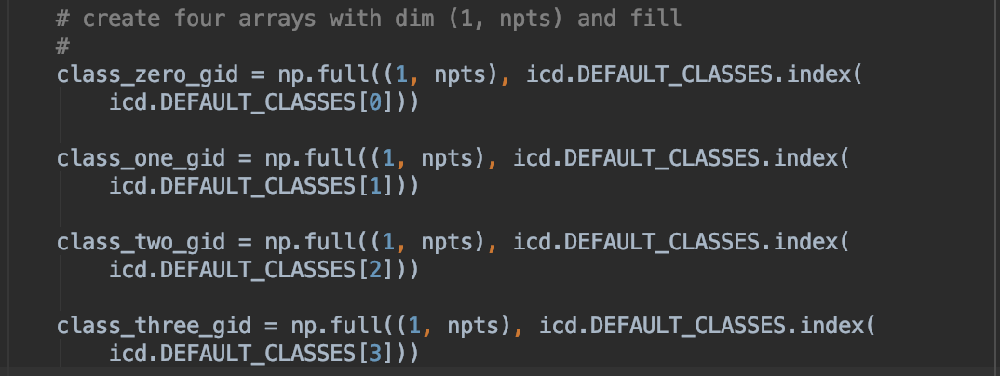 # create four arrays with dim (1, npts) and fill
#
class_zero_gid = np.full((1, npts), icd.DEFAULT_CLASSES.index(
icd.DEFAULT_CLASSES[0]))
class_one_gid = np.full((1, npts), icd.DEFAULT_CLASSES.index(
icd.DEFAULT_CLASSES[1]))
class_two_gid = np.full((1, npts), icd.DEFAULT_CLASSES.index(
icd.DEFAULT_CLASSES[2]))
class_three_gid = np.full((1, npts), icd.DEFAULT_CLASSES.index(
icd.DEFAULT_CLASSES[3]))